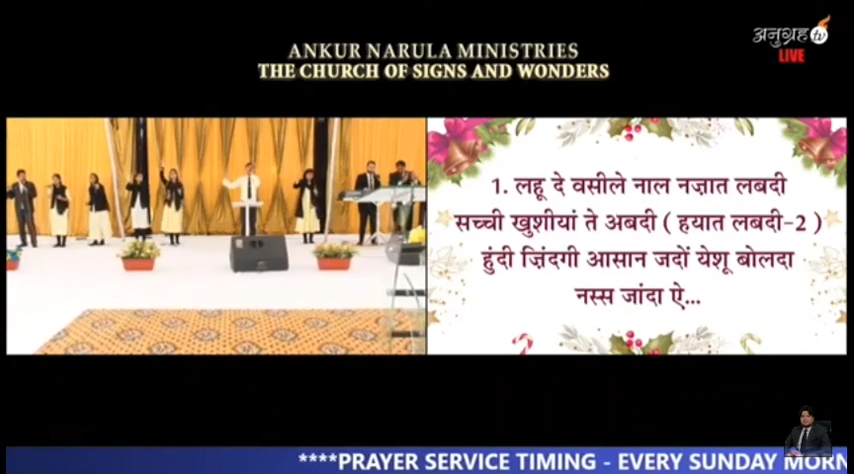 अनुग्रह tv
LIVE
ANKUR NARULA MINISTRIES
THE CHURCH OF SIGNS AND WONDERS
1. लहू दे वसीले नाल नज़ात लबदी
सच्ची खुशीयां ते अबदी ( हयात लबदी-2 )
हुंदी ज़िंदगी आसान जदों येशू बोलदा
नस्स जांदा ऐ...
****PRAYER SERVICE TIMING - EVERY SUNDAY MORN